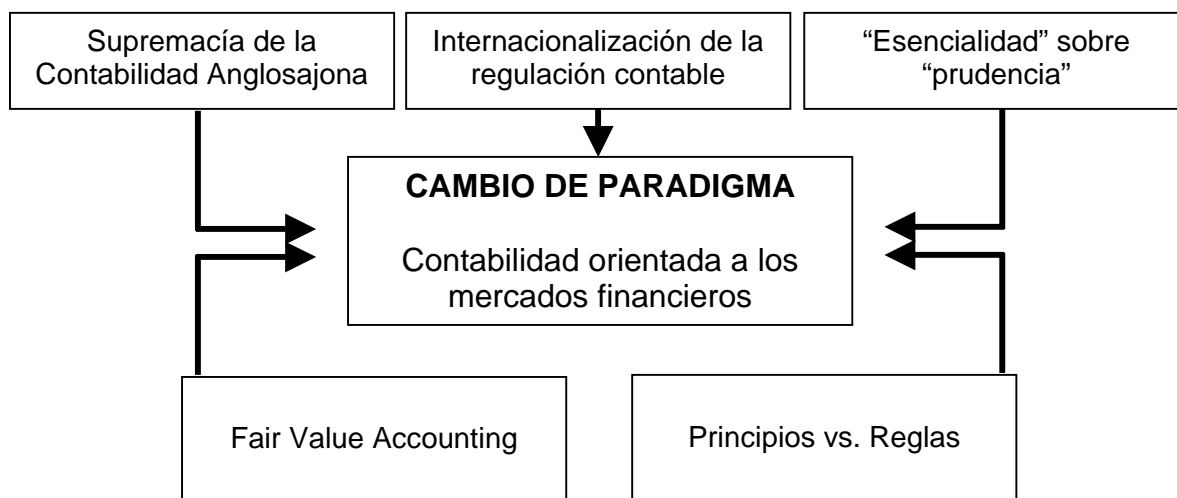 Supremacía de la
Contabilidad Anglosajona
Internacionalización de la
regulación contable
“Esencialidad” sobre
“prudencia”
CAMBIO DE PARADIGMA
Contabilidad orientada a los
mercados financieros
Fair Value Accounting
Principios vs. Reglas